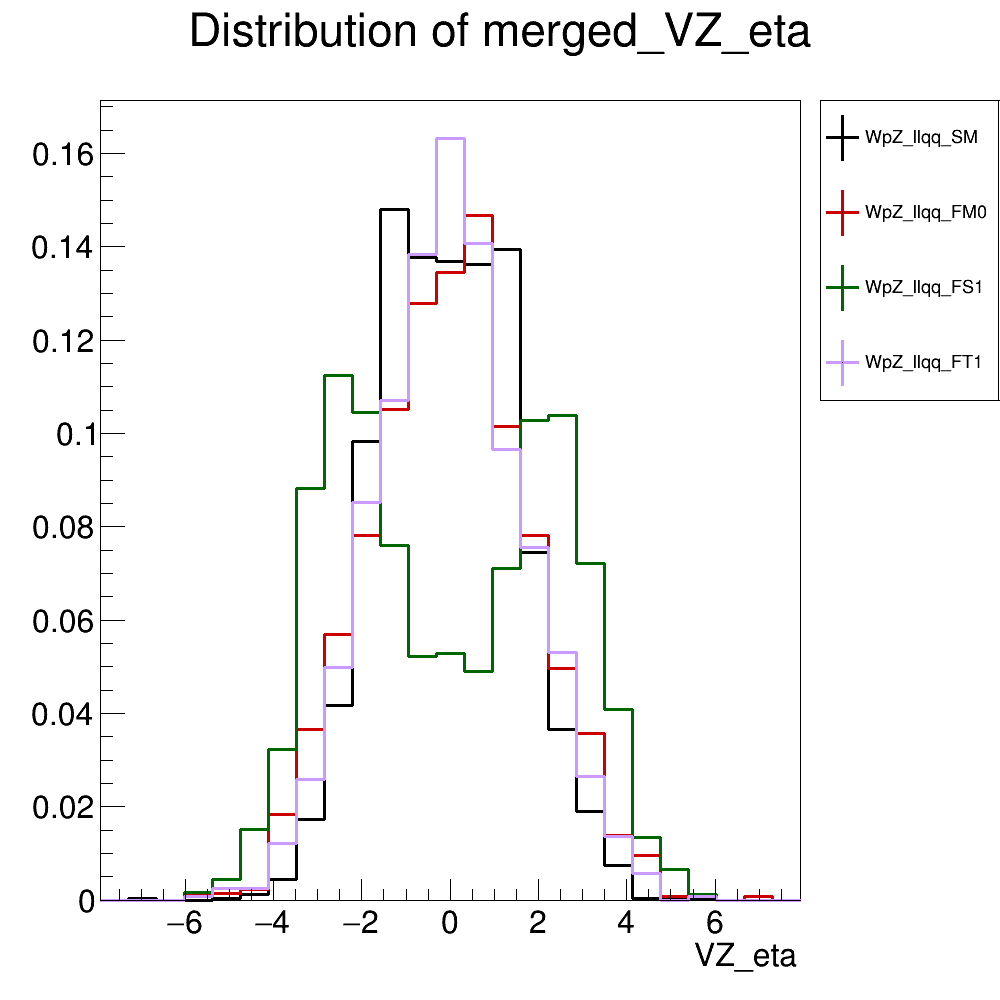 Distribution of merged_VZ_eta
WpZ_llqq_SM
WpZ_llqq_FM0
WpZ_llqq_FS1
WpZ_llqq_FT1
0.16
0.14
0.12
0.1
0.08
0.06
0.04
0.02
0
−6 −4 −2 0 2 4 6
VZ_eta